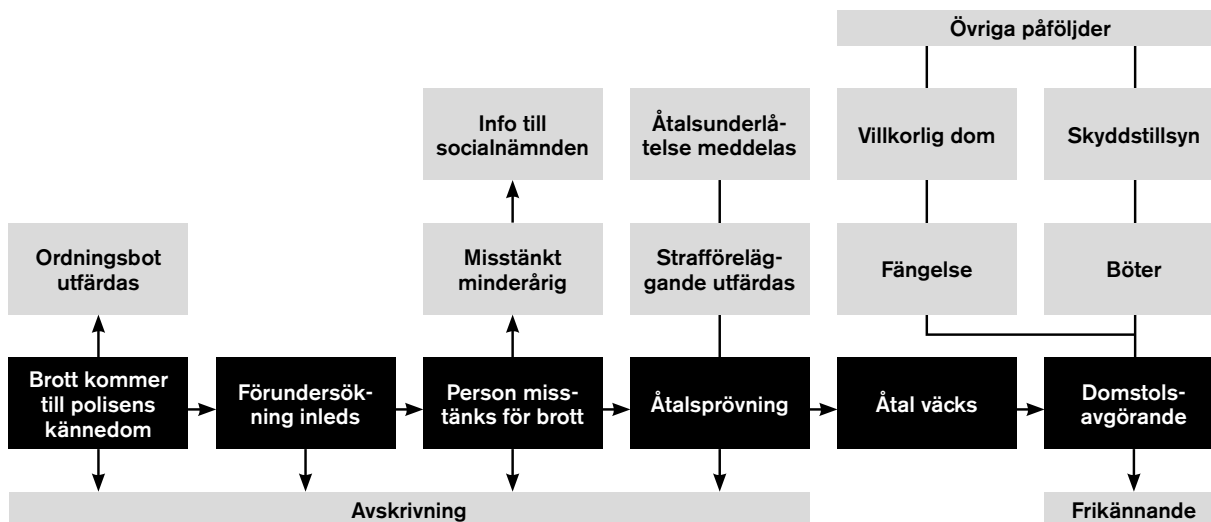 Övriga påföljder
Info till
socialnämnden
Åtalsunderlå-
telse meddelas
Villkorlig dom
Skyddstillsyn
Ordningsbot
utfärdas
Misstänkt
minderårig
Strafföreläg-
gande utfärdas
Fängelse
Böter
Brott kommer
till polisens
kännedom
Förundersök-
ning inleds
Person miss-
tänks för brott
Åtalsprövning
Åtal väcks
Domstols-
avgörande
Avskrivning
Frikännande